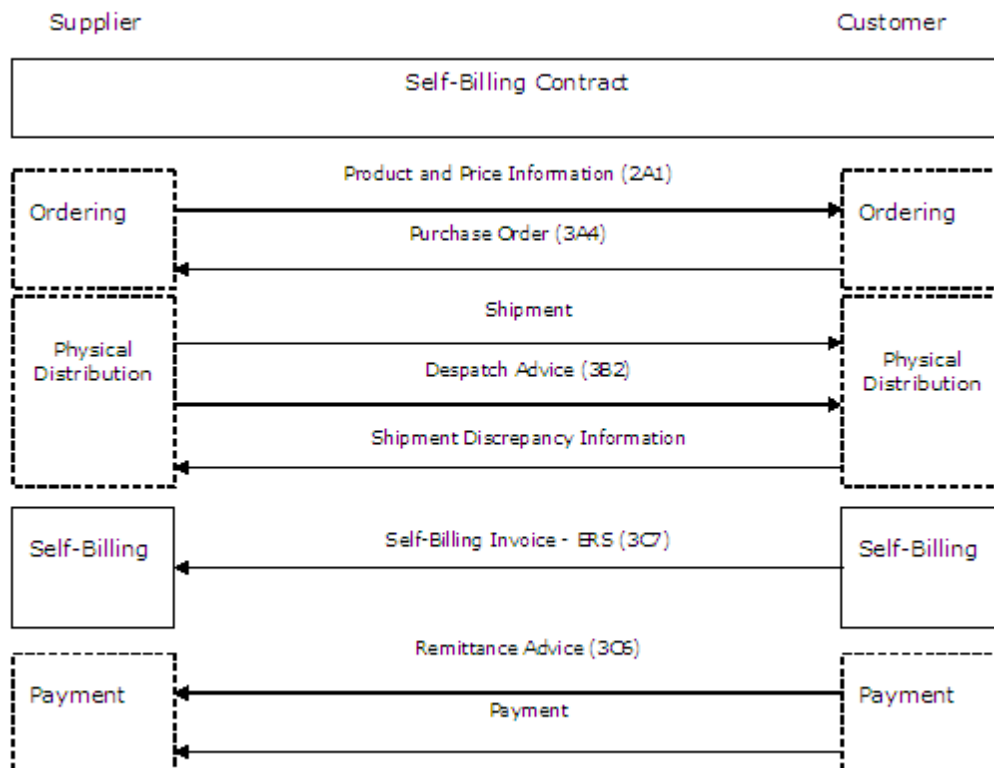 Supplier
Customer
Self-Billing Contract
Product and Price Information (2A1)
Ordering
Ordering
Purchase Order (3A4)
Shipment
Physical
Distribution
Physical
Distribution
Despatch Advice (3B2)
Shipment Discrepancy Information
Self-Billing
Self-Billing Invoice - ERS (3C7)
Self-Billing
Remittance Advice (3C6)
Payment
Payment
Payment